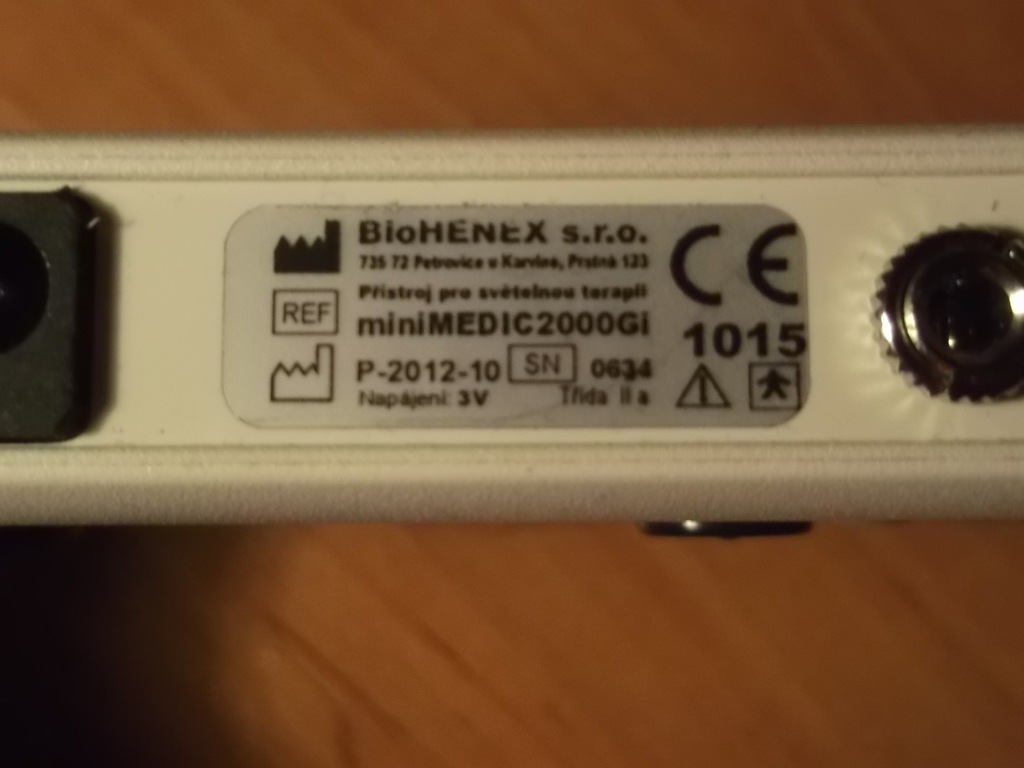 BioHENEX s.r.o.
735 72 Petrovice u Karviné, Prstná 123
Přístroj pro světelnou terapii
REF miniMEDIC2000Gi
P-2012-10 SN 0634
Napájení: 3V Třída II a
CE
1015